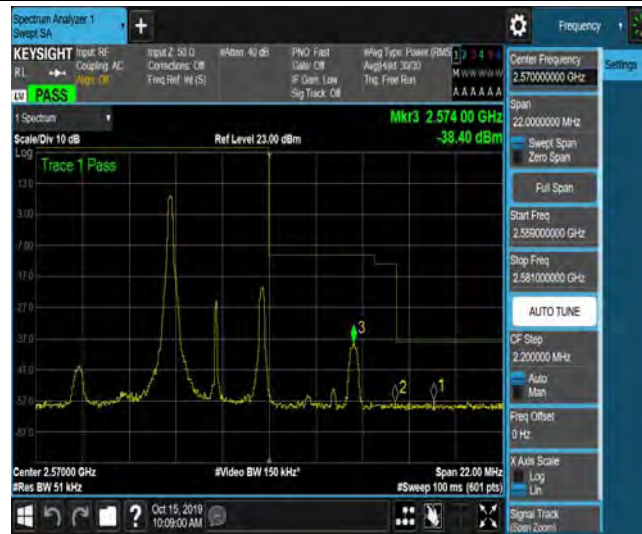 Spectrum Analyzer 1
Swept SA
+
Frequency
KEYSIGHT
Input: RF
Coupling: AC
Align: Off
Input Z: 50 Ω
Corrections: Off
Freq Ref: Int (S)
#Atten: 40 dB
PNO: Fast
Gate: Off
IF Gain: Low
Sig Track: Off
#Avg Type: Power (RMS
Avg|Hold: 30/30
Trig: Free Run
1 2 3 4 5 6
M W W W W W
A A A A A A
RL
LXI
PASS
1 Spectrum
Mkr3 2.574 00 GHz
Scale/Div 10 dB
Ref Level 23.00 dBm
-38.40 dBm
Log
Trace 1 Pass
13.0
3.00
-7.00
-17.0
-27.0
-37.0
-47.0
-57.0
-67.0
3
2
1
Center 2.57000 GHz
#Video BW 150 kHz*
Span 22.00 MHz
#Res BW 51 kHz
#Sweep 100 ms (601 pts)
?
Oct 15, 2019
10:09:00 AM
Center Frequency
2.570000000 GHz
Settings
Span
22.0000000 MHz
Swept Span
Zero Span
Full Span
Start Freq
2.559000000 GHz
Stop Freq
2.581000000 GHz
AUTO TUNE
CF Step
2.200000 MHz
Auto
Man
Freq Offset
0 Hz
X Axis Scale
Log
Lin
Signal Track
(Span Zoom)